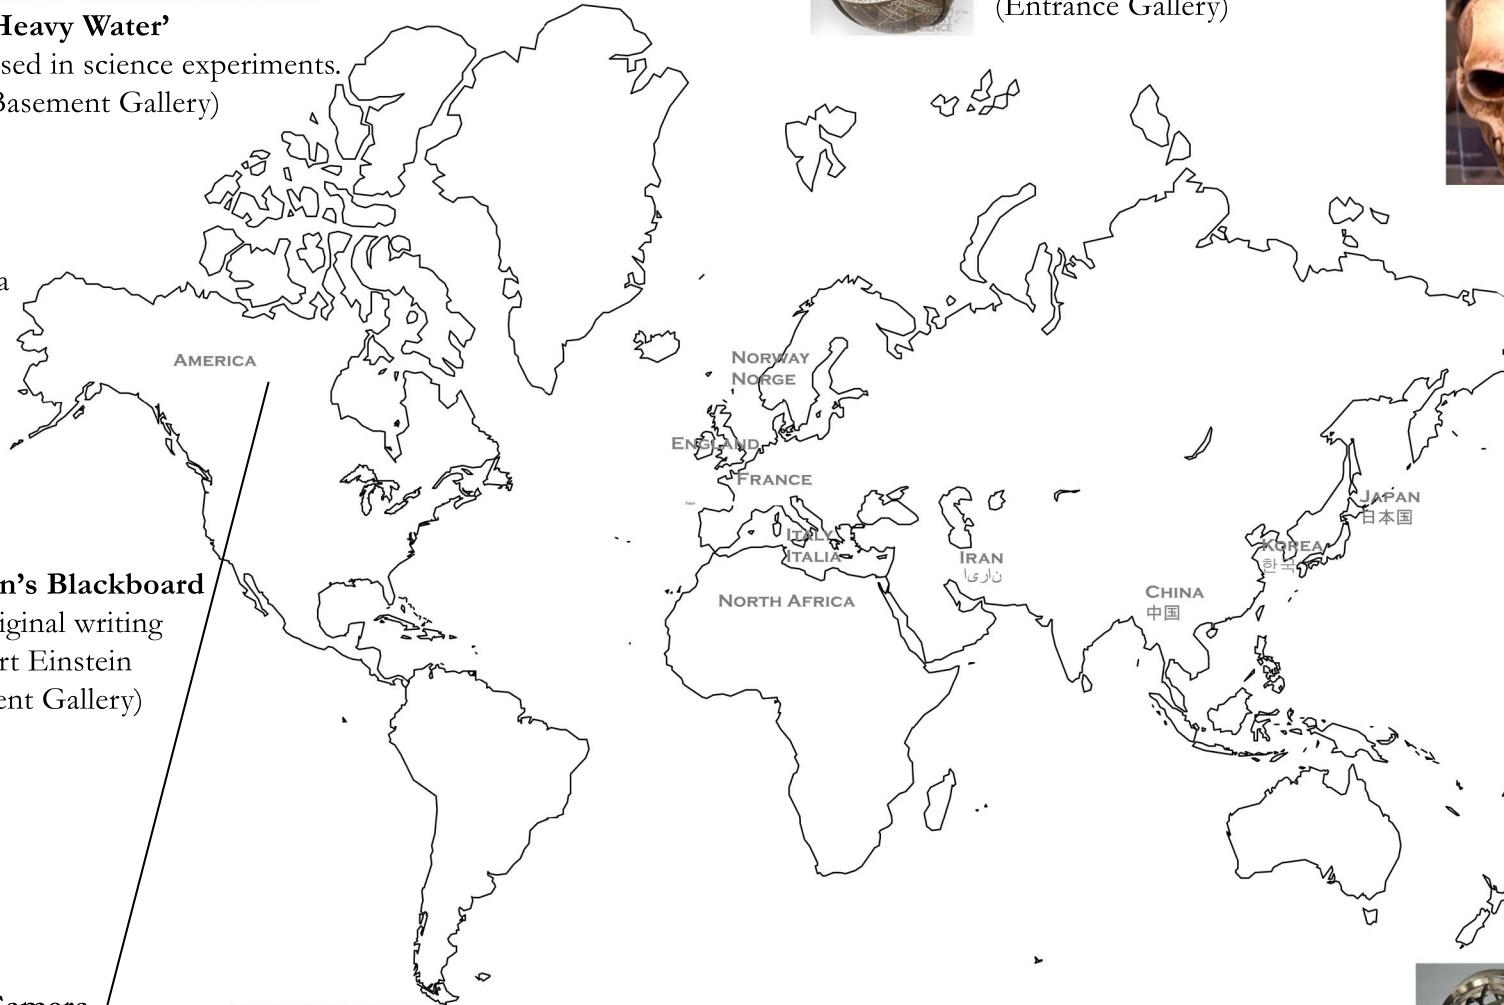 Heavy Water’
sed in science experiments.
Basement Gallery)
(Entrance Gallery)
a
AMERICA
NORWAY
NORGE
ENGLAND
FRANCE
ITALY
ITALIA
NORTH AFRICA
IRAN
ناریا
CHINA
中国
KOREA
한국
JAPAN
日本国
n’s Blackboard
iginal writing
rt Einstein
ent Gallery)